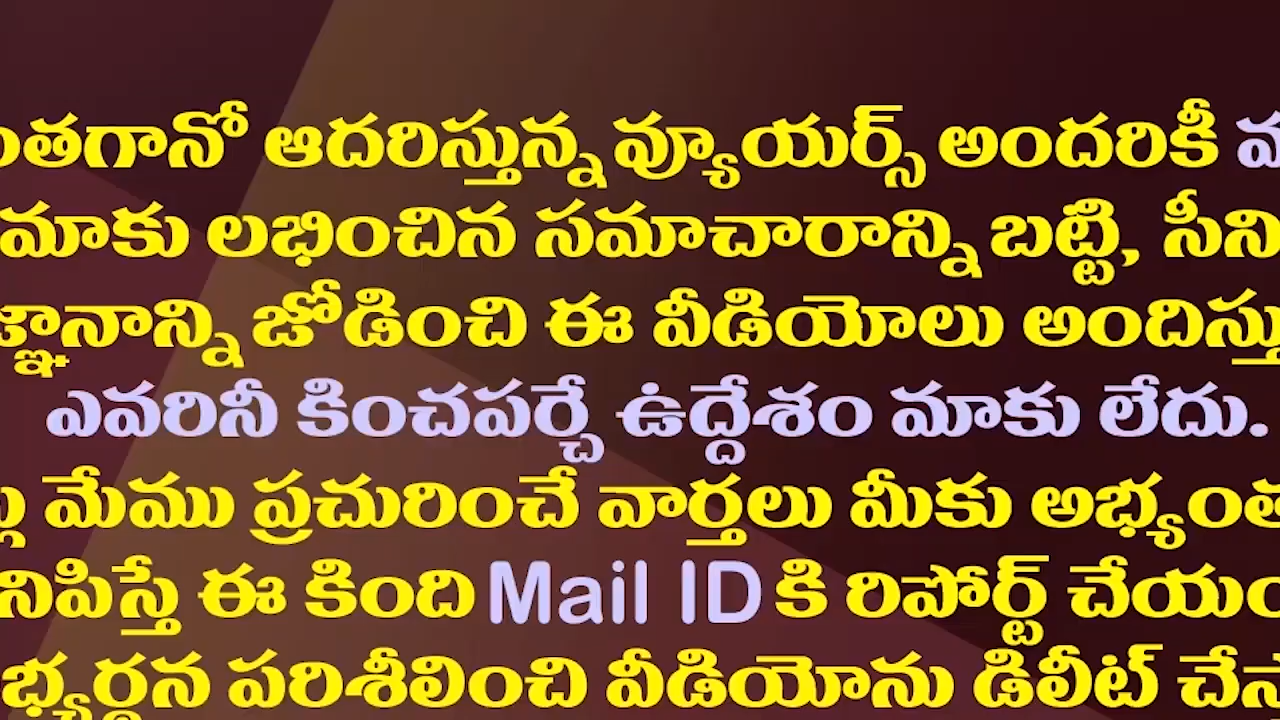 ంతగానో ఆదరిస్తున్న వ్యూయర్స్ అందరికీ
మాకు లభించిన సమాచారాన్ని బట్టి, సీని
జ్ఞానాన్ని జోడించి ఈ వీడియోలు అందిస్తు
ఎవరినీ కించపర్చే ఉద్దేశం మాకు లేదు.
మేము ప్రచురించే వార్తలు మీకు అభ్యంత
నిపిస్తే ఈ కింది Mail ID కి రిపోర్ట్ చేయం
భ్యర్థన పరిశీలించి వీడియోను డిలీట్ చేస